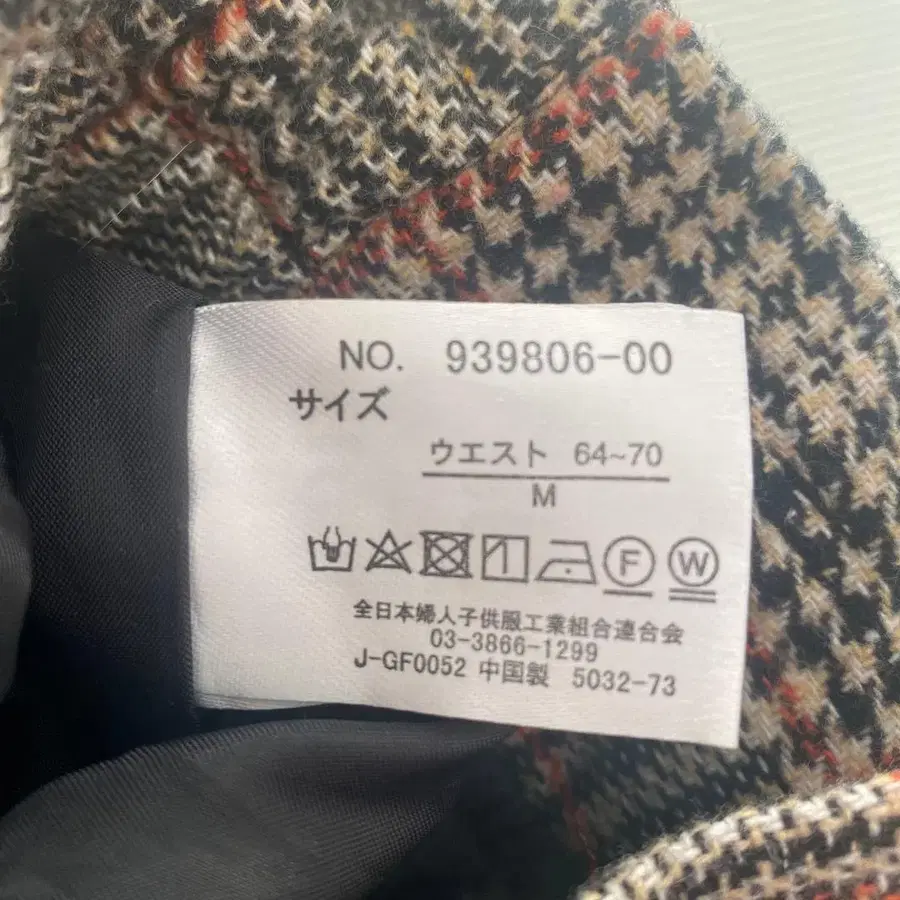 NO. 939806-00
サイズ
ウエスト 64~70
M
F W
全日本婦人子供服工業組合連合会
03-3866-1299
J-GF0052 中国製 5032-73